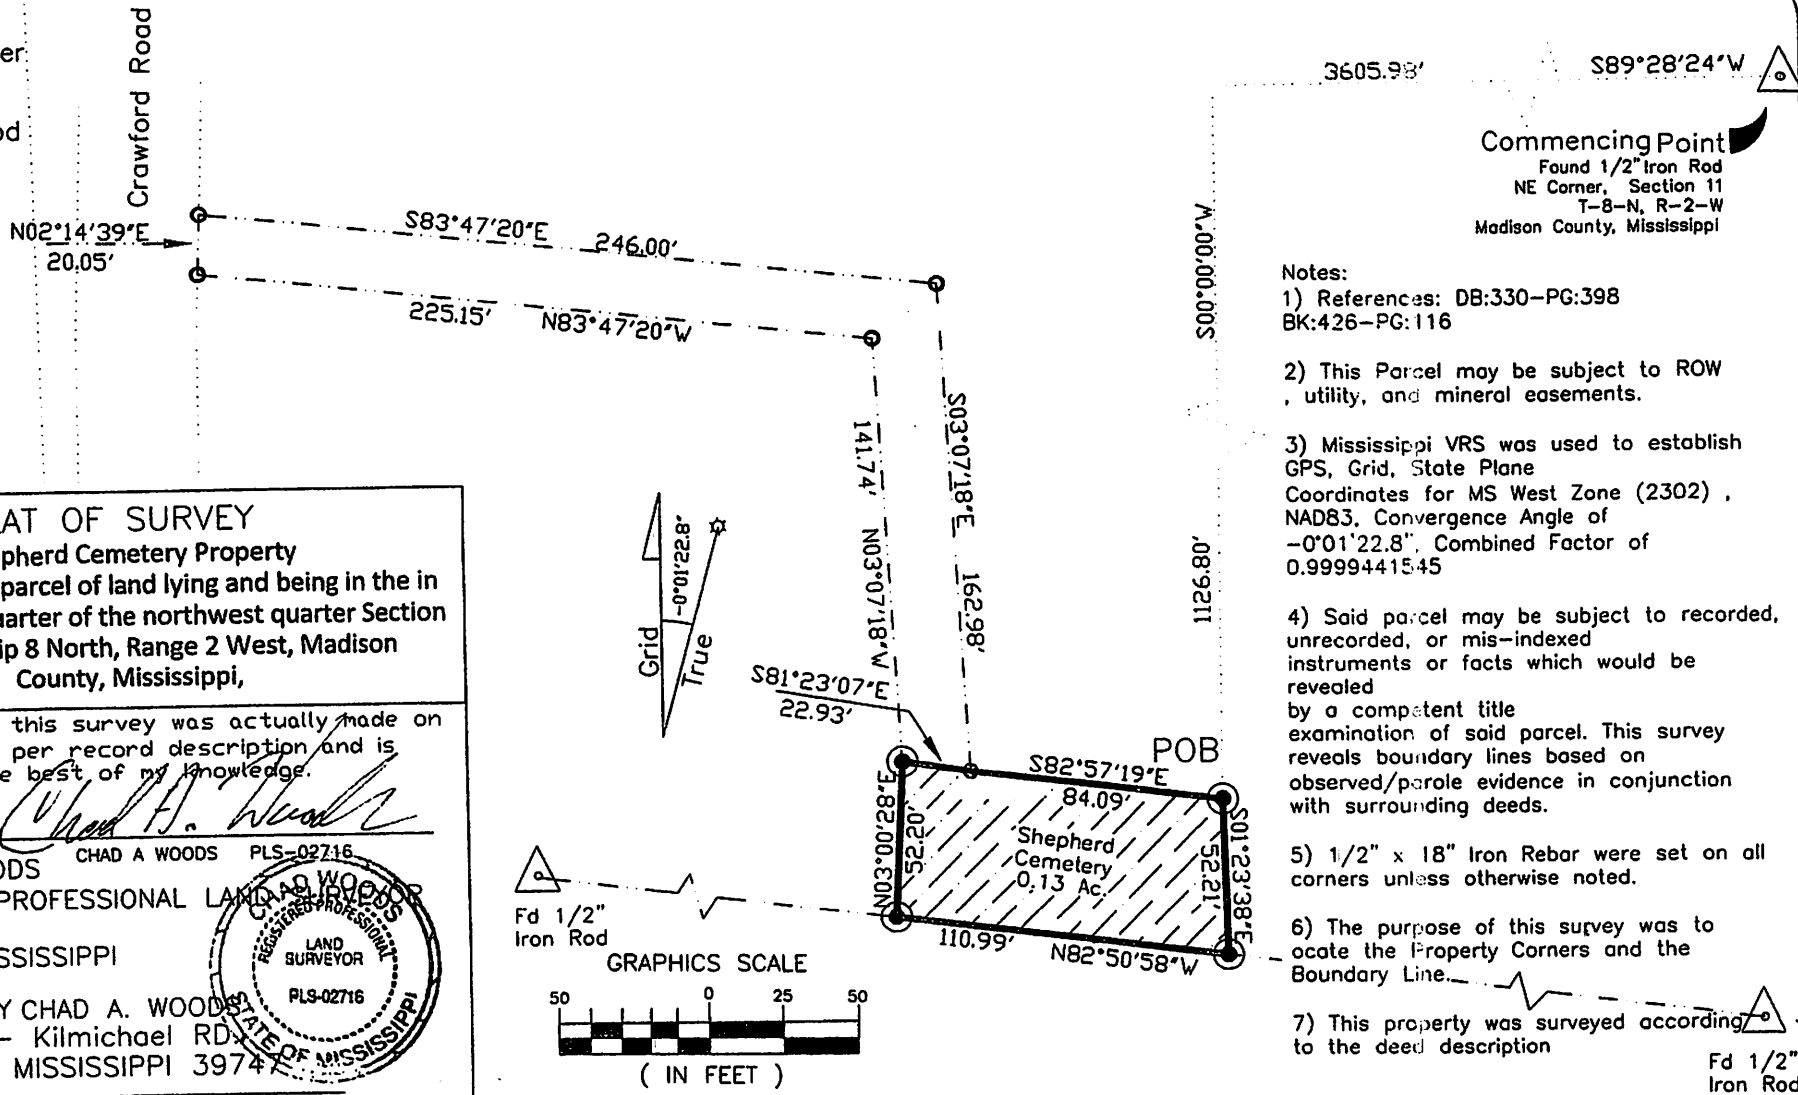 er
od
Crawford Road
N02°14'39"E
20.05'
S83°47'20"E 246.00'
225.15' N83°47'20"W
3605.98' S89°28'24"W
Commencing Point
Found 1/2" Iron Rod
NE Corner, Section 11
T-8-N, R-2-W
Madison County, Mississippi
S00°00'00"W
1126.80'
141.74' N03°07'18"W
S03°07'18"E 162.98'
Grid
-0°01'22.8"
True
S81°23'07"E
22.93'
POB
S82°57'19"E
84.09'
N03°00'28"E
52.20'
Shepherd
Cemetery
0.13 Ac.
S01°23'38"E
52.21'
110.99' N82°50'58"W
Fd 1/2"
Iron Rod
GRAPHICS SCALE
50 0 25 50
( IN FEET )
Notes:
1) References: DB:330-PG:398
BK:426-PG:116
2) This Parcel may be subject to ROW
, utility, and mineral easements.
3) Mississippi VRS was used to establish
GPS, Grid, State Plane
Coordinates for MS West Zone (2302) ,
NAD83, Convergence Angle of
-0°01'22.8", Combined Factor of
0.9999441545
4) Said parcel may be subject to recorded,
unrecorded, or mis-indexed
instruments or facts which would be
revealed
by a competent title
examination of said parcel. This survey
reveals boundary lines based on
observed/parole evidence in conjunction
with surrounding deeds.
5) 1/2" x 18" Iron Rebar were set on all
corners unless otherwise noted.
6) The purpose of this survey was to
ocate the Property Corners and the
Boundary Line.
7) This property was surveyed according
to the deed description
Fd 1/2"
Iron Rod
AT OF SURVEY
pherd Cemetery Property
parcel of land lying and being in the in
uarter of the northwest quarter Section
ip 8 North, Range 2 West, Madison
County, Mississippi,
this survey was actually made on
per record description and is
e best of my knowledge.
Chad A. Woods
CHAD A WOODS PLS-02716
ODS
PROFESSIONAL LAND SURVEYOR
SSISSIPPI
Y CHAD A. WOODS
- Kilmichael RD
MISSISSIPPI 39747
CHAD WOODS
REGISTERED PROFESSIONAL
LAND
SURVEYOR
PLS-02716
STATE OF MISSISSIPPI